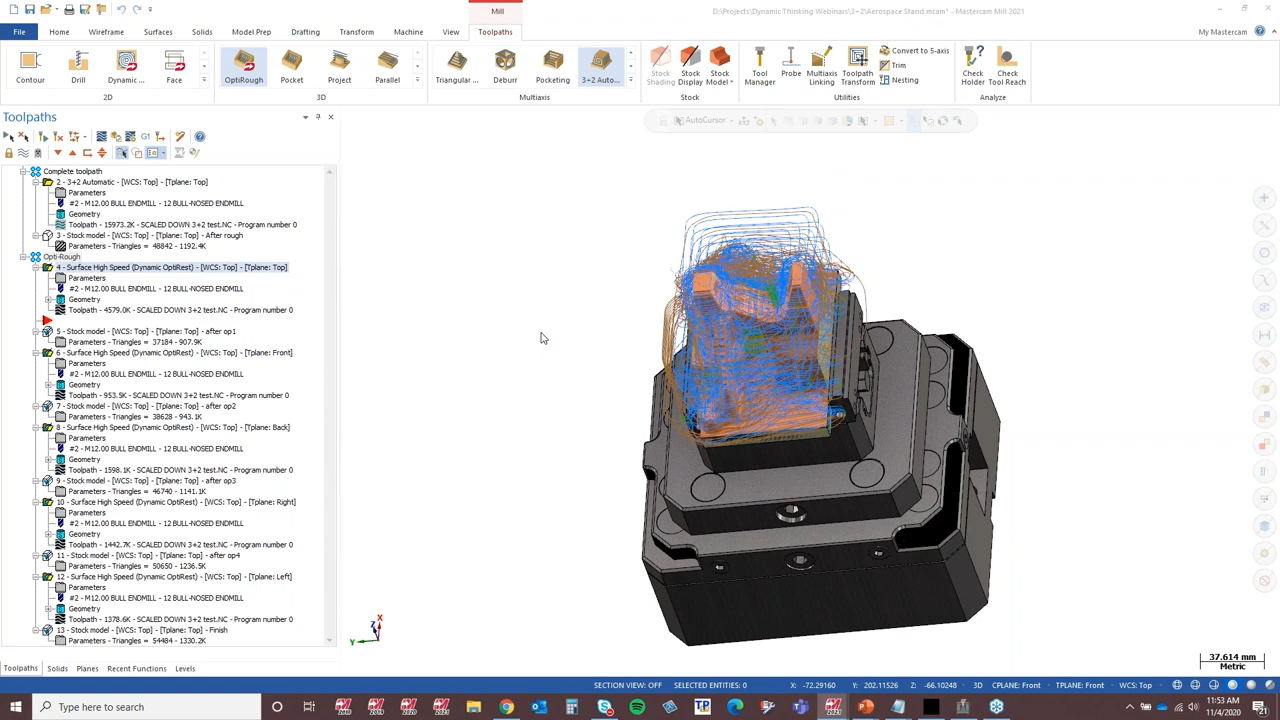 Mill
D:\Projects\Dynamic Thinking Webinars\3+2\Aerospace Stand.mcam* - Mastercam Mill 2021
File Home Wireframe Surfaces Solids Model Prep Drafting Transform Machine View Toolpaths My Mastercam
Contour Drill Dynamic ... Face OptiRough Pocket Project Parallel Triangular ... Deburr Pocketing 3+2 Auto... Stock Shading Stock Display Stock Model Tool Manager Probe Multiaxis Linking Toolpath Transform Convert to 5-axis Trim Nesting Check Holder Check Tool Reach
2D 3D Multiaxis Stock Utilities Analyze
Toolpaths
AutoCursor
G1
Complete toolpath
2 - 3+2 Automatic - [WCS: Top] - [Tplane: Top]
Parameters
#2 - M12.00 BULL ENDMILL - 12 BULL-NOSED ENDMILL
Geometry
Toolpath - 15973.2K - SCALED DOWN 3+2 test.NC - Program number 0
3 - Stock model - [WCS: Top] - [Tplane: Top] - After rough
Parameters - Triangles = 48842 - 1192.4K
Opti-Rough
4 - Surface High Speed (Dynamic OptiRest) - [WCS: Top] - [Tplane: Top]
Parameters
#2 - M12.00 BULL ENDMILL - 12 BULL-NOSED ENDMILL
Geometry
Toolpath - 4579.0K - SCALED DOWN 3+2 test.NC - Program number 0
5 - Stock model - [WCS: Top] - [Tplane: Top] - after op1
Parameters - Triangles = 37184 - 907.9K
6 - Surface High Speed (Dynamic OptiRest) - [WCS: Top] - [Tplane: Front]
Parameters
#2 - M12.00 BULL ENDMILL - 12 BULL-NOSED ENDMILL
Geometry
Toolpath - 953.5K - SCALED DOWN 3+2 test.NC - Program number 0
7 - Stock model - [WCS: Top] - [Tplane: Top] - after op2
Parameters - Triangles = 38628 - 943.1K
8 - Surface High Speed (Dynamic OptiRest) - [WCS: Top] - [Tplane: Back]
Parameters
#2 - M12.00 BULL ENDMILL - 12 BULL-NOSED ENDMILL
Geometry
Toolpath - 1598.1K - SCALED DOWN 3+2 test.NC - Program number 0
9 - Stock model - [WCS: Top] - [Tplane: Top] - after op3
Parameters - Triangles = 46740 - 1141.1K
10 - Surface High Speed (Dynamic OptiRest) - [WCS: Top] - [Tplane: Right]
Parameters
#2 - M12.00 BULL ENDMILL - 12 BULL-NOSED ENDMILL
Geometry
Toolpath - 1442.7K - SCALED DOWN 3+2 test.NC - Program number 0
11 - Stock model - [WCS: Top] - [Tplane: Top] - after op4
Parameters - Triangles = 50650 - 1236.5K
12 - Surface High Speed (Dynamic OptiRest) - [WCS: Top] - [Tplane: Left]
Parameters
#2 - M12.00 BULL ENDMILL - 12 BULL-NOSED ENDMILL
Geometry
Toolpath - 1378.6K - SCALED DOWN 3+2 test.NC - Program number 0
13 - Stock model - [WCS: Top] - [Tplane: Top] - Finish
Parameters - Triangles = 54484 - 1330.2K
X
Z
Y
37.614 mm
Metric
Toolpaths Solids Planes Recent Functions Levels
SECTION VIEW: OFF SELECTED ENTITIES: 0 X: -72.29160 Y: 202.11526 Z: -66.10248 3D CPLANE: Front TPLANE: Front WCS: Top
Type here to search
11:53 AM
11/4/2020